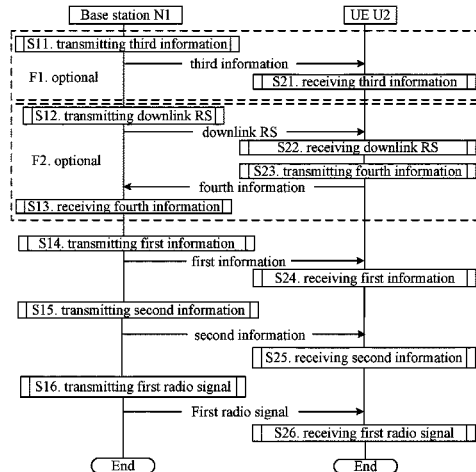 Base station N1
UE U2
S11. transmitting third information
third information
F1. optional
S21. receiving third information
S12. transmitting downlink RS
downlink RS
S22. receiving downlink RS
F2. optional
S23. transmitting fourth information
fourth information
S13. receiving fourth information
S14. transmitting first information
first information
S24. receiving first information
S15. transmitting second information
second information
S25. receiving second information
S16. transmitting first radio signal
First radio signal
S26. receiving first radio signal
End
End